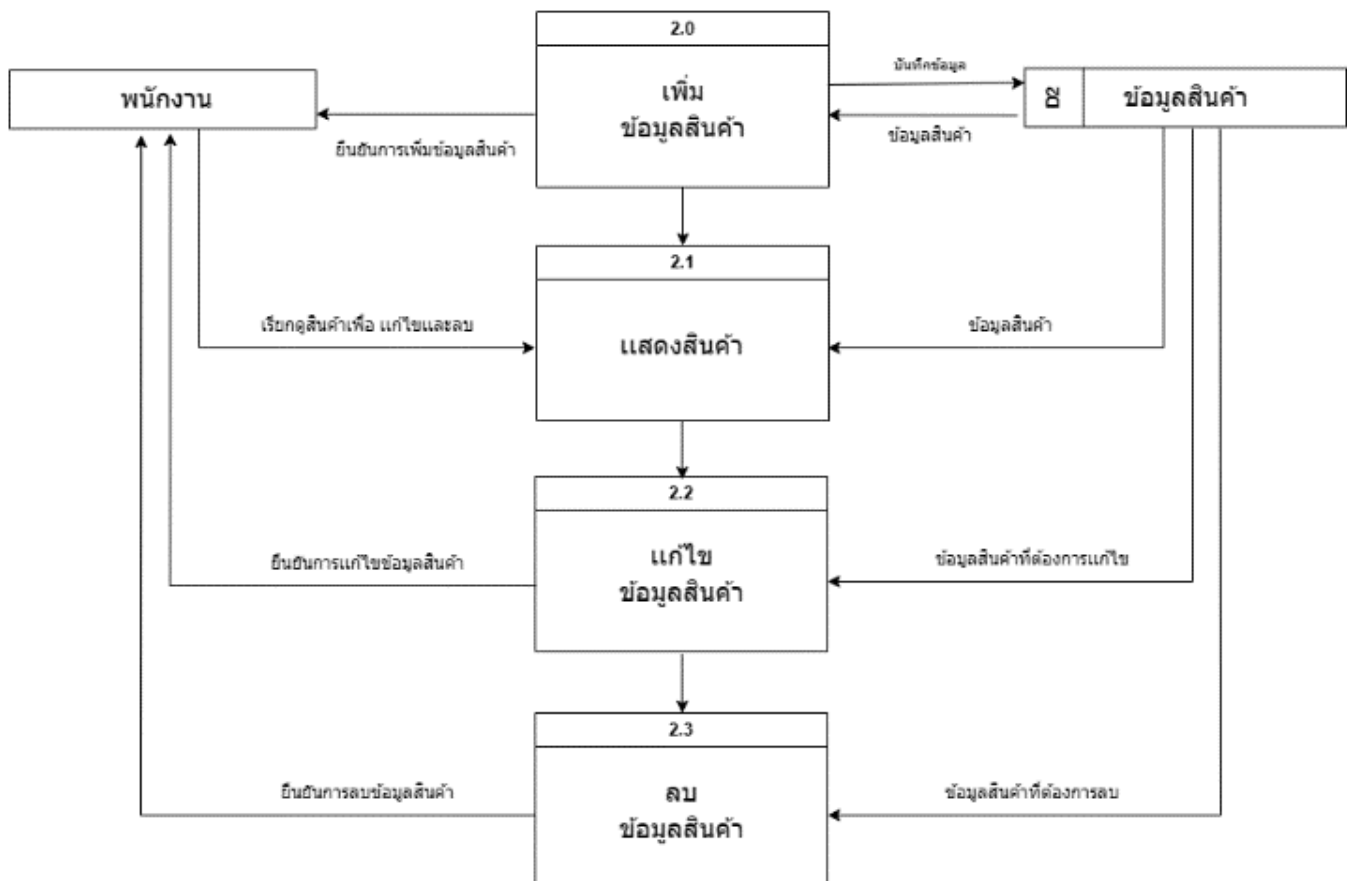 2.0
พนักงาน
เพิ่ม
ข้อมูลสินค้า
บันทึกข้อมูล
D2
ข้อมูลสินค้า
ยืนยันการเพิ่มข้อมูลสินค้า
ข้อมูลสินค้า
2.1
เรียกดูสินค้าเพื่อ แก้ไขและลบ
แสดงสินค้า
ข้อมูลสินค้า
2.2
ยืนยันการแก้ไขข้อมูลสินค้า
แก้ไข
ข้อมูลสินค้า
ข้อมูลสินค้าที่ต้องการแก้ไข
2.3
ยืนยันการลบข้อมูลสินค้า
ลบ
ข้อมูลสินค้า
ข้อมูลสินค้าที่ต้องการลบ